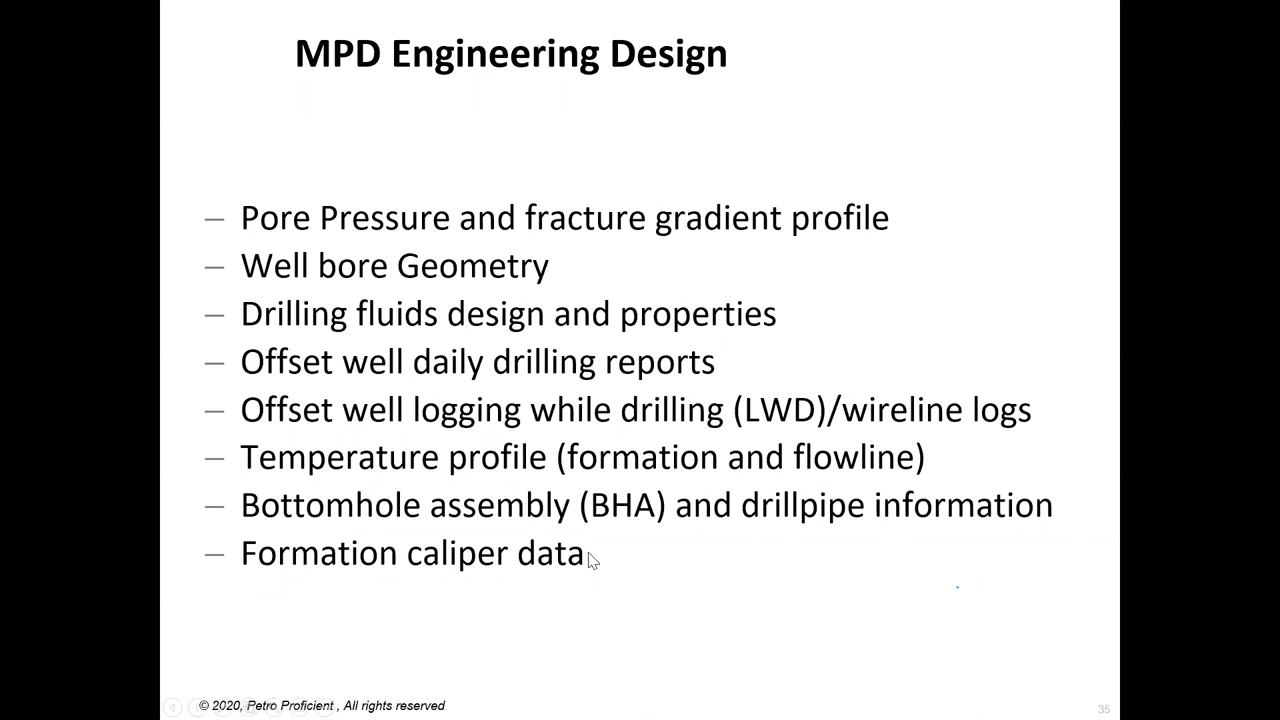 MPD Engineering Design
– Pore Pressure and fracture gradient profile
– Well bore Geometry
– Drilling fluids design and properties
– Offset well daily drilling reports
– Offset well logging while drilling (LWD)/wireline logs
– Temperature profile (formation and flowline)
– Bottomhole assembly (BHA) and drillpipe information
– Formation caliper data
© 2020, Petro Proficient , All rights reserved
35